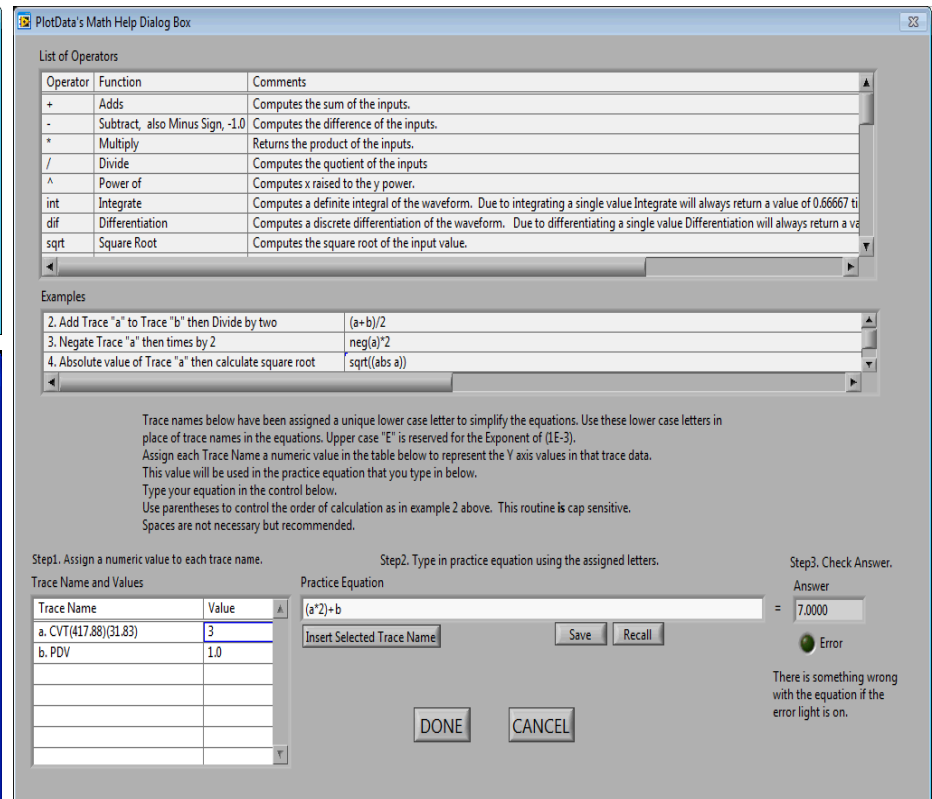 PlotData's Math Help Dialog Box
List of Operators
Operator Function Comments
+ Adds Computes the sum of the inputs.
- Subtract, also Minus Sign, -1.0 Computes the difference of the inputs.
* Multiply Returns the product of the inputs.
/ Divide Computes the quotient of the inputs
^ Power of Computes x raised to the y power.
int Integrate Computes a definite integral of the waveform. Due to integrating a single value Integrate will always return a value of 0.66667 ti
dif Differentiation Computes a discrete differentiation of the waveform. Due to differentiating a single value Differentiation will always return a va
sqrt Square Root Computes the square root of the input value.
Examples
2. Add Trace "a" to Trace "b" then Divide by two (a+b)/2
3. Negate Trace "a" then times by 2 neg(a)*2
4. Absolute value of Trace "a" then calculate square root sqrt((abs a))
Trace names below have been assigned a unique lower case letter to simplify the equations. Use these lower case letters in
place of trace names in the equations. Upper case "E" is reserved for the Exponent of (1E-3).
Assign each Trace Name a numeric value in the table below to represent the Y axis values in that trace data.
This value will be used in the practice equation that you type in below.
Type your equation in the control below.
Use parentheses to control the order of calculation as in example 2 above. This routine is cap sensitive.
Spaces are not necessary but recommended.
Step1. Assign a numeric value to each trace name. Step2. Type in practice equation using the assigned letters. Step3. Check Answer.
Trace Name and Values Practice Equation Answer
Trace Name Value (a*2)+b = 7.0000
a. CVT(417.88)(31.83) 3 Insert Selected Trace Name Save Recall
b. PDV 1.0 Error
There is something wrong
with the equation if the
error light is on.
DONE CANCEL